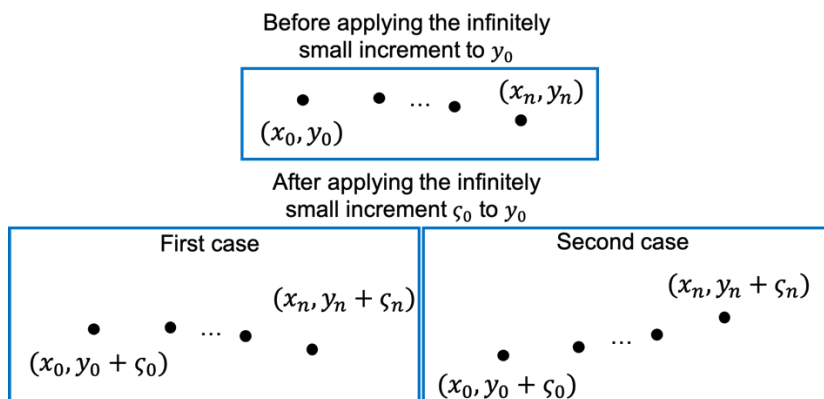 Before applying the infinitely
small increment to y₀
(xₙ, yₙ)
...
(x₀, y₀)
After applying the infinitely
small increment ς₀ to y₀
First case
(xₙ, yₙ + ςₙ)
...
(x₀, y₀ + ς₀)
Second case
(xₙ, yₙ + ςₙ)
...
(x₀, y₀ + ς₀)